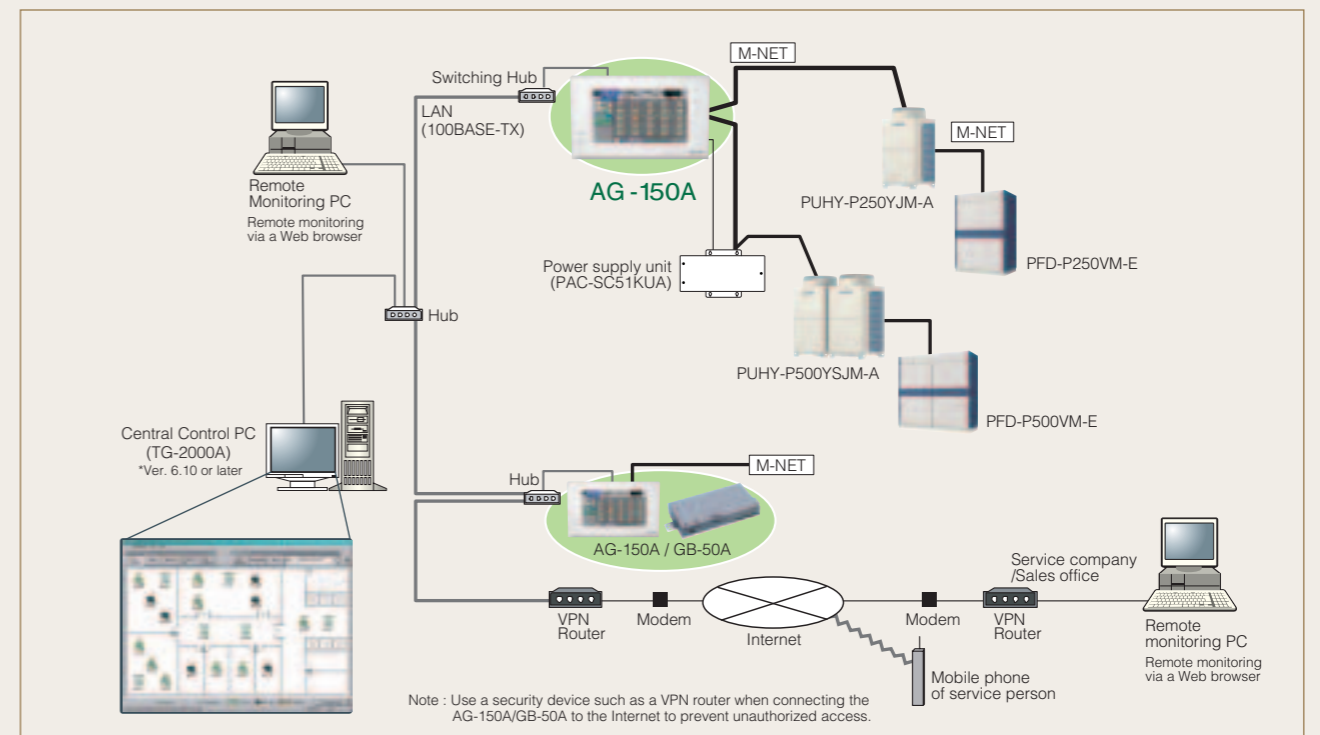 M-NET
Switching Hub
LAN
(100BASE-TX)
M-NET
Remote
Monitoring PC
Remote monitoring
via a Web browser
AG-150A
PUHY-P250YJM-A
Power supply unit
(PAC-SC51KUA)
PFD-P250VM-E
Hub
PUHY-P500YSJM-A
PFD-P500VM-E
Central Control PC
(TG-2000A)
*Ver. 6.10 or later
Hub
M-NET
AG-150A / GB-50A
Service company
/Sales office
VPN
Router
Modem
Internet
Modem
VPN
Router
Remote
monitoring PC
Remote monitoring
via a Web browser
Mobile phone
of service person
Note : Use a security device such as a VPN router when connecting the
AG-150A/GB-50A to the Internet to prevent unauthorized access.